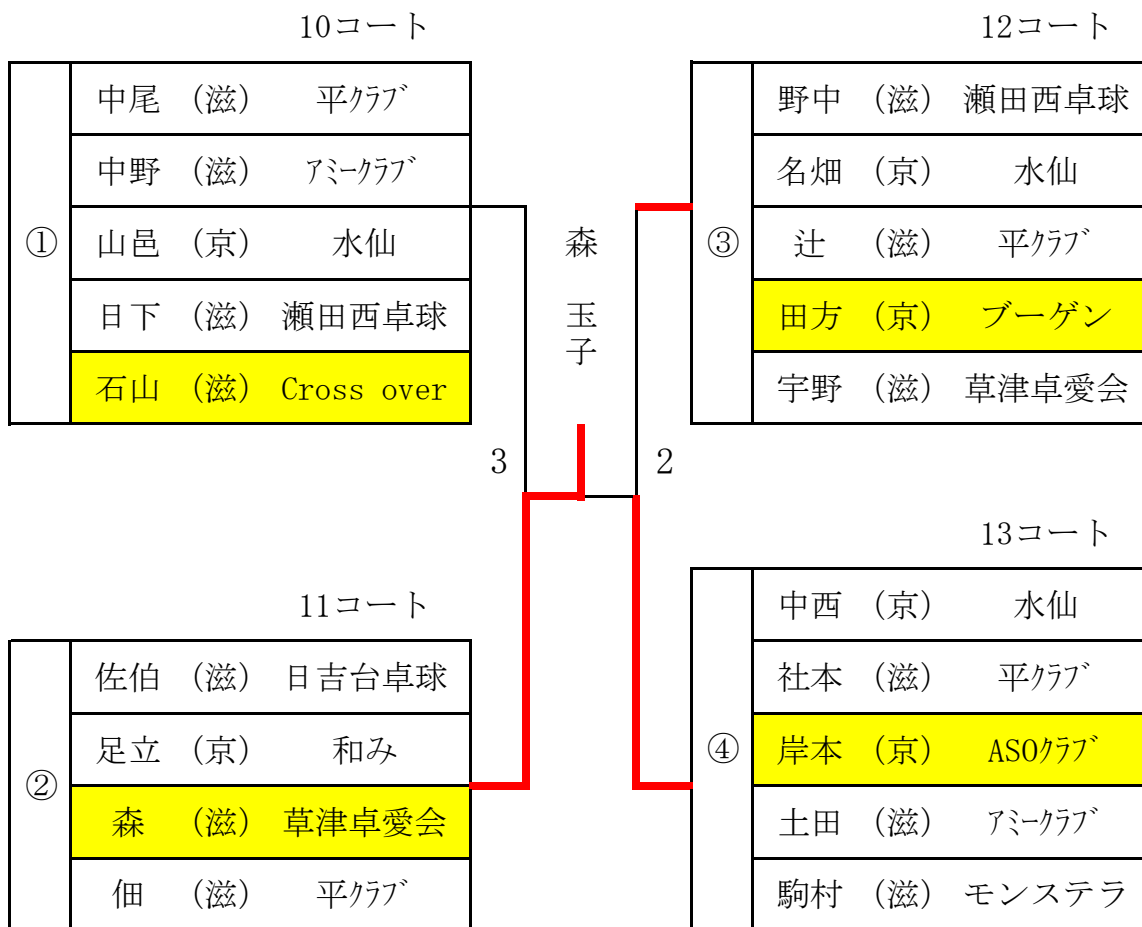 10コート
① 中尾 (滋) 平ｸﾗﾌﾞ
中野 (滋) ｱﾐｰｸﾗﾌﾞ
山邑 (京) 水仙
日下 (滋) 瀬田西卓球
石山 (滋) Cross over
11コート
② 佐伯 (滋) 日吉台卓球
足立 (京) 和み
森 (滋) 草津卓愛会
佃 (滋) 平ｸﾗﾌﾞ
森 玉子
3
2
12コート
③ 野中 (滋) 瀬田西卓球
名畑 (京) 水仙
辻 (滋) 平ｸﾗﾌﾞ
田方 (京) ブーゲン
宇野 (滋) 草津卓愛会
13コート
④ 中西 (京) 水仙
社本 (滋) 平ｸﾗﾌﾞ
岸本 (京) ASOｸﾗﾌﾞ
土田 (滋) ｱﾐｰｸﾗﾌﾞ
駒村 (滋) モンステラ